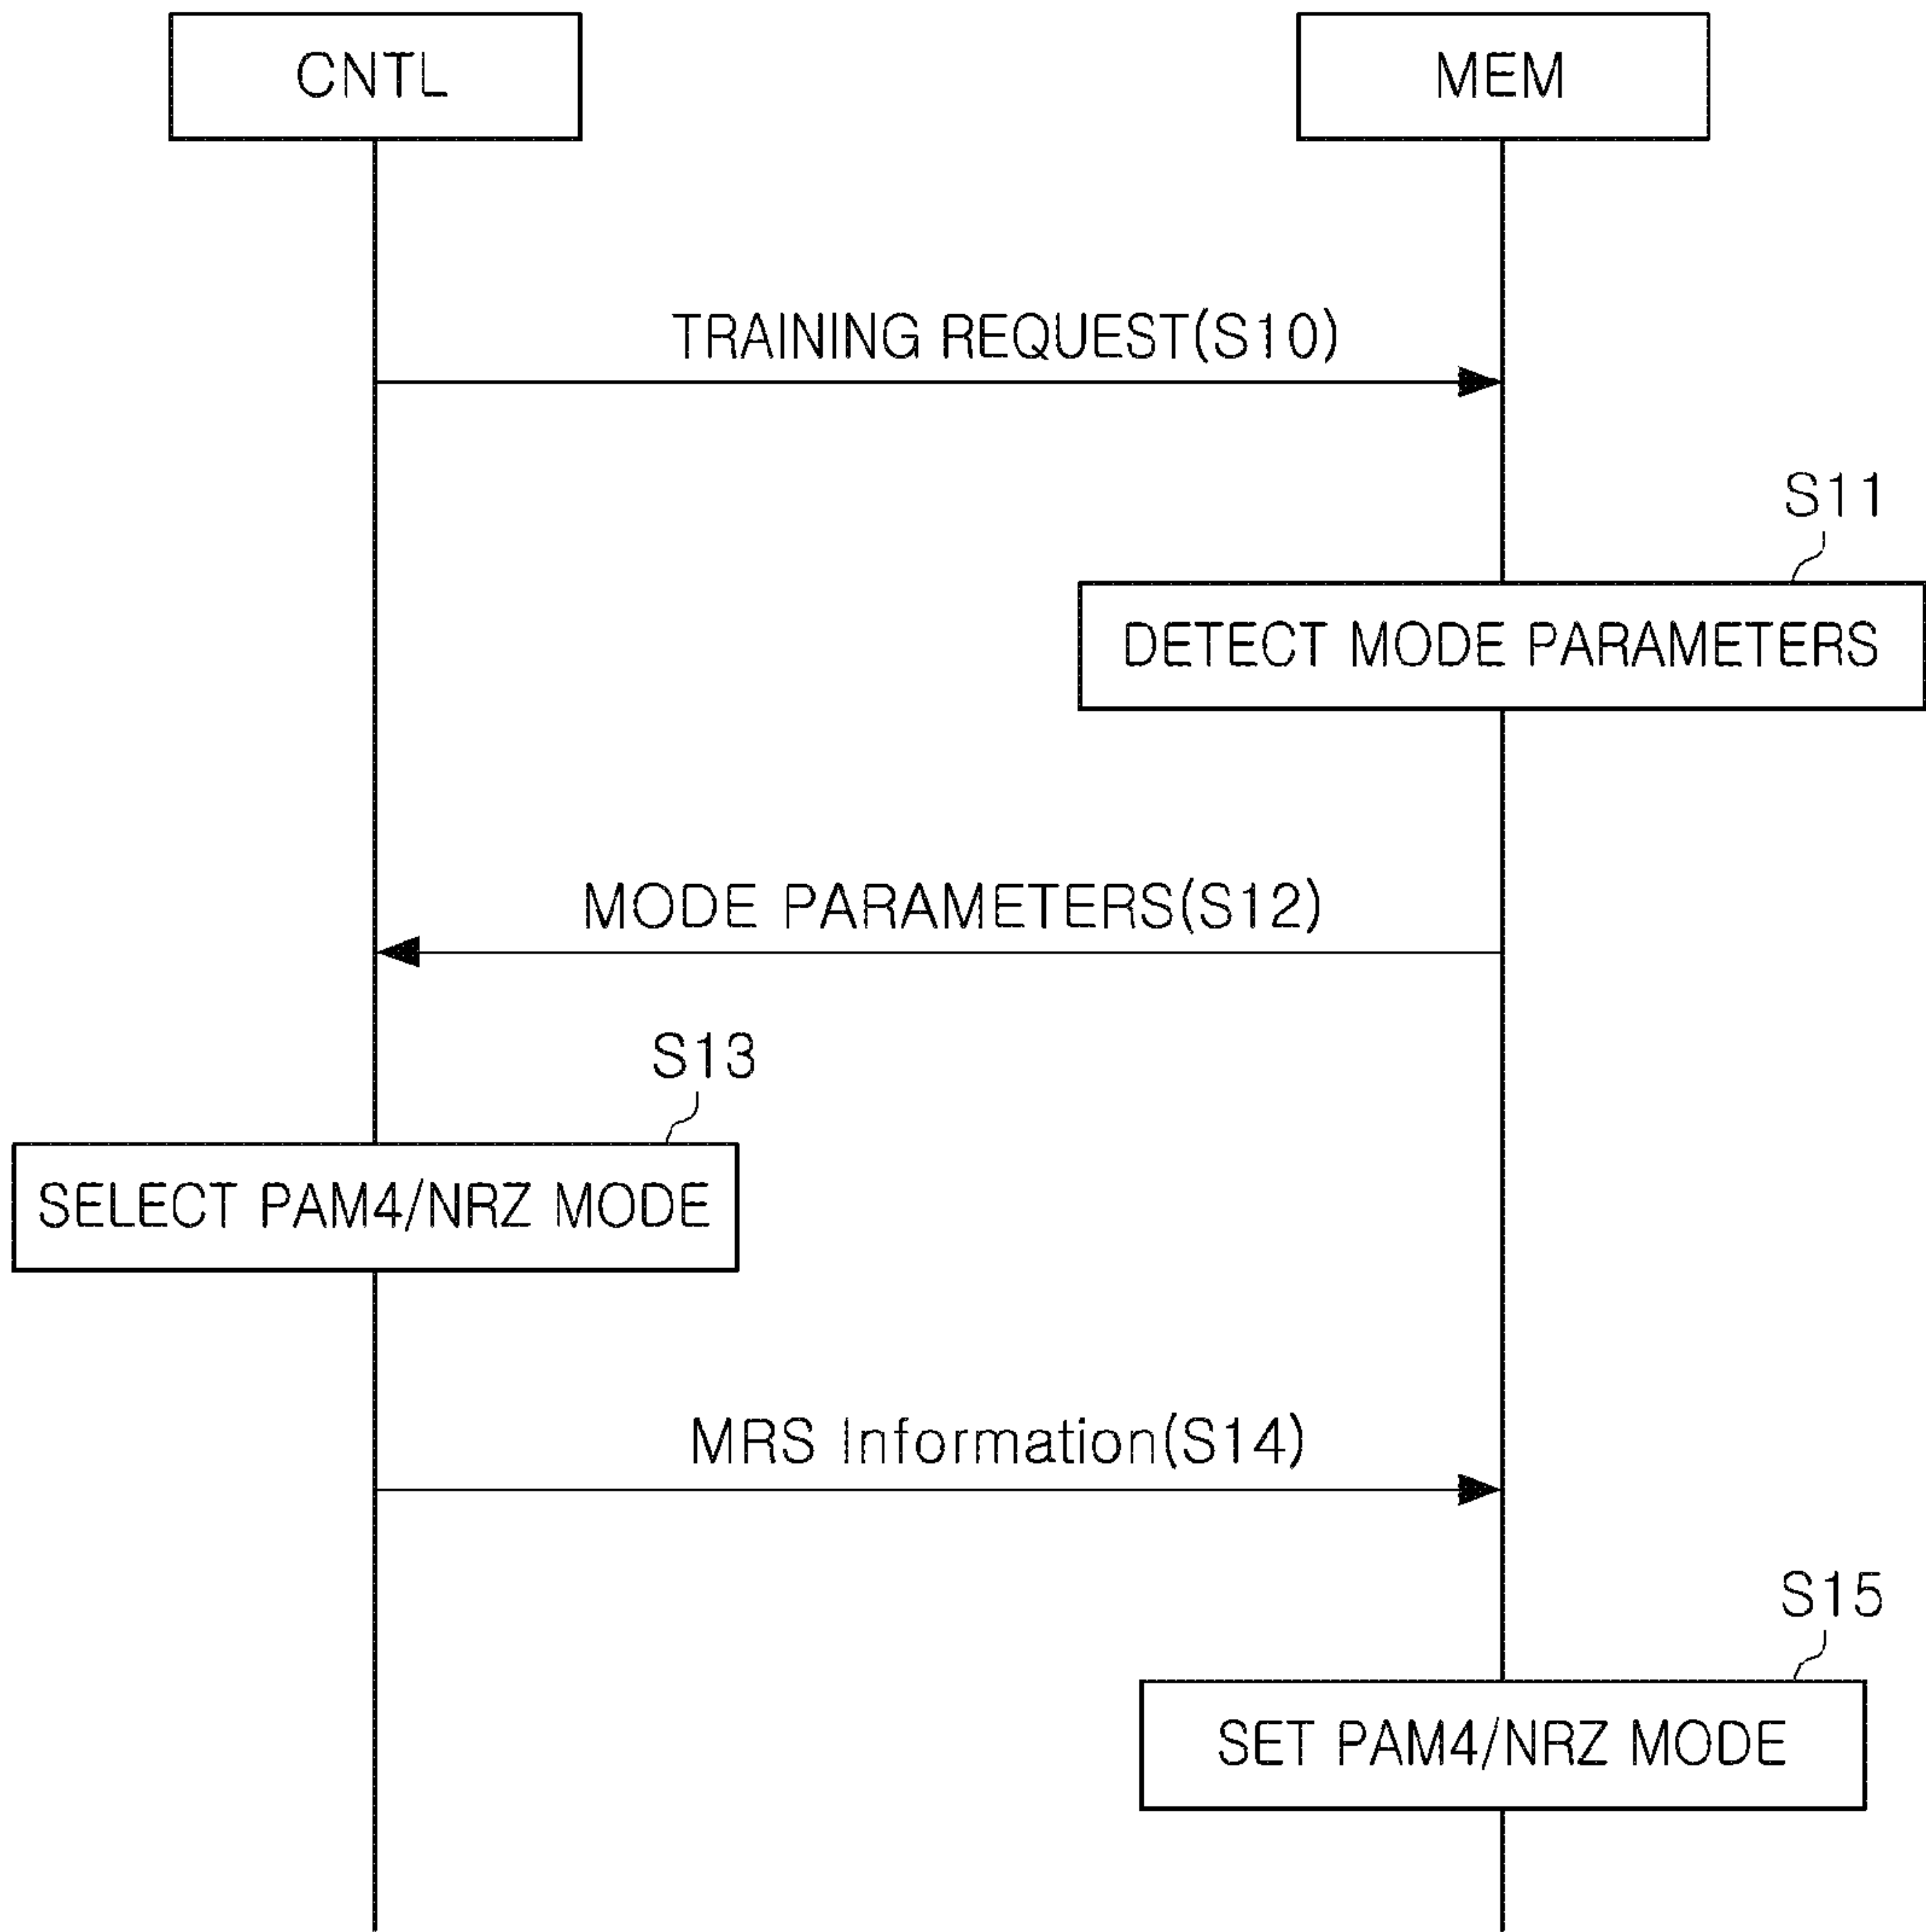 CNTL
MEM
TRAINING REQUEST(S10)
S11
DETECT MODE PARAMETERS
MODE PARAMETERS(S12)
S13
SELECT PAM4/NRZ MODE
MRS Information(S14)
S15
SET PAM4/NRZ MODE